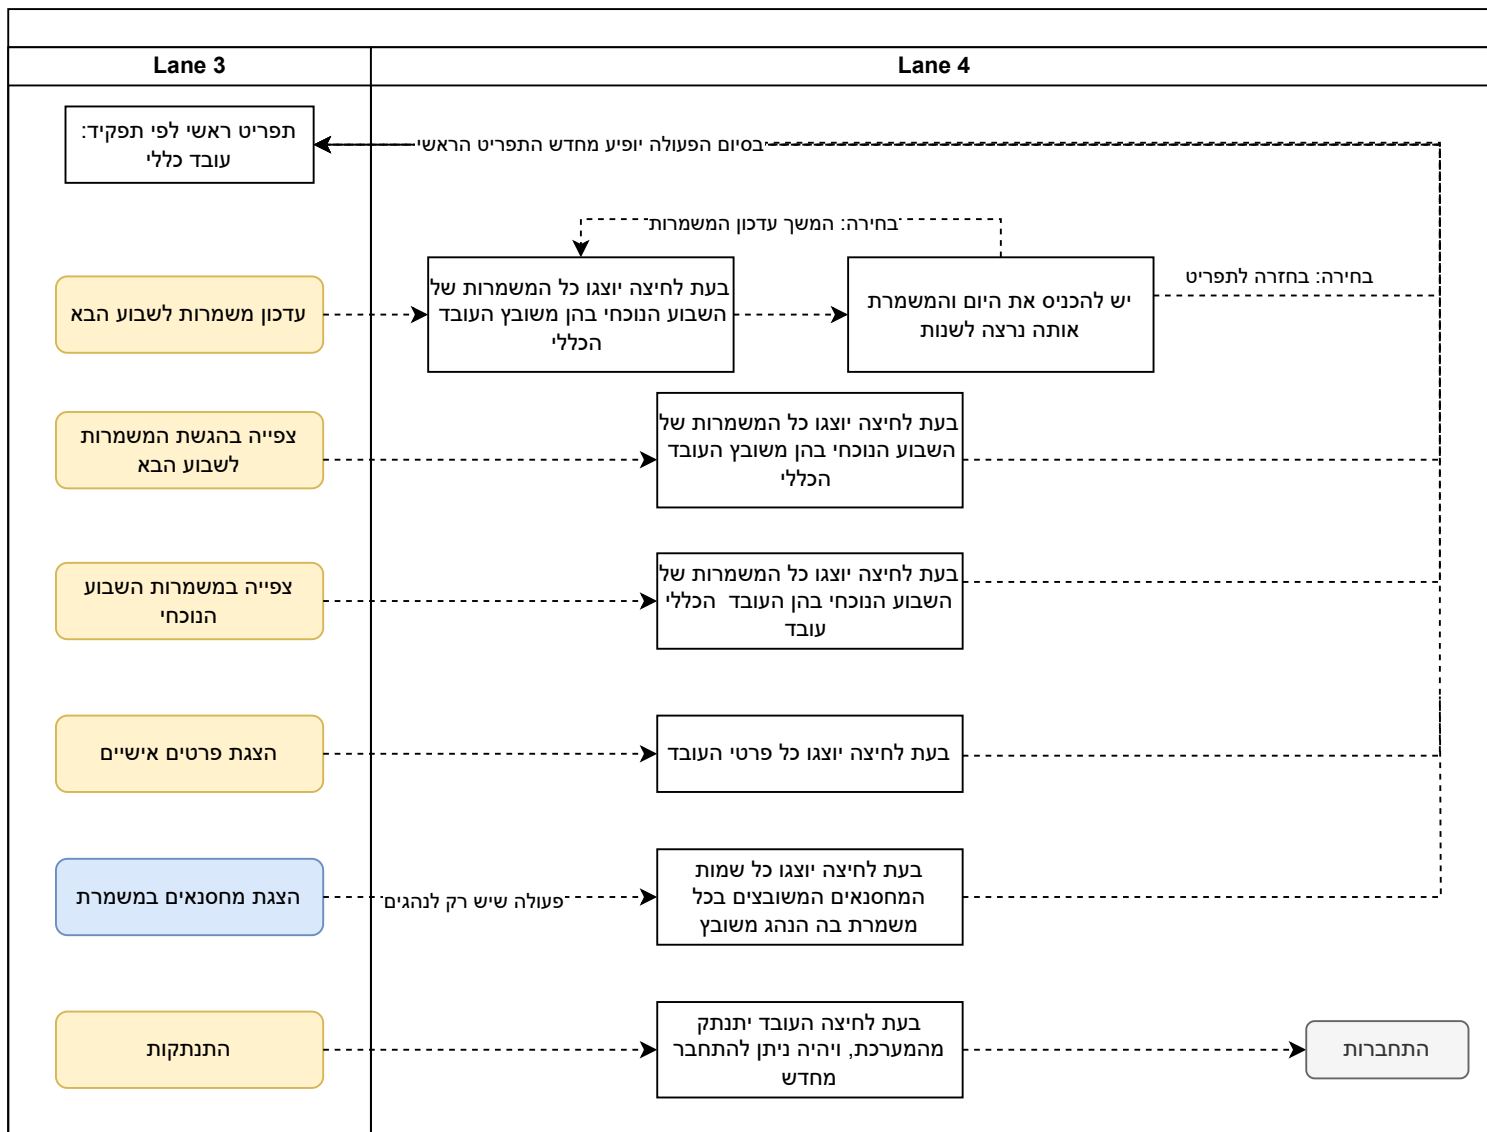 Lane 3
Lane 4
תפריט ראשי לפי תפקיד:
עובד כללי
בסיום הפעולה יופיע מחדש התפריט הראשי
בחירה: המשך עדכון המשמרות
בחירה: בחזרה לתפריט
עדכון משמרות לשבוע הבא
בעת לחיצה יוצגו כל המשמרות של
השבוע הנוכחי בהן משובץ העובד
הכללי
יש להכניס את היום והמשמרת
אותה נרצה לשנות
צפייה בהגשת המשמרות
לשבוע הבא
בעת לחיצה יוצגו כל המשמרות של
השבוע הנוכחי בהן משובץ העובד
הכללי
צפייה במשמרות השבוע
הנוכחי
בעת לחיצה יוצגו כל המשמרות של
השבוע הנוכחי בהן העובד  הכללי
עובד
הצגת פרטים אישיים
בעת לחיצה יוצגו כל פרטי העובד
הצגת מחסנאים במשמרת
פעולה שיש רק לנהגים
בעת לחיצה יוצגו כל שמות
המחסנאים המשובצים בכל
משמרת בה הנהג משובץ
התנתקות
בעת לחיצה העובד יתנתק
מהמערכת, ויהיה ניתן להתחבר
מחדש
התחברות